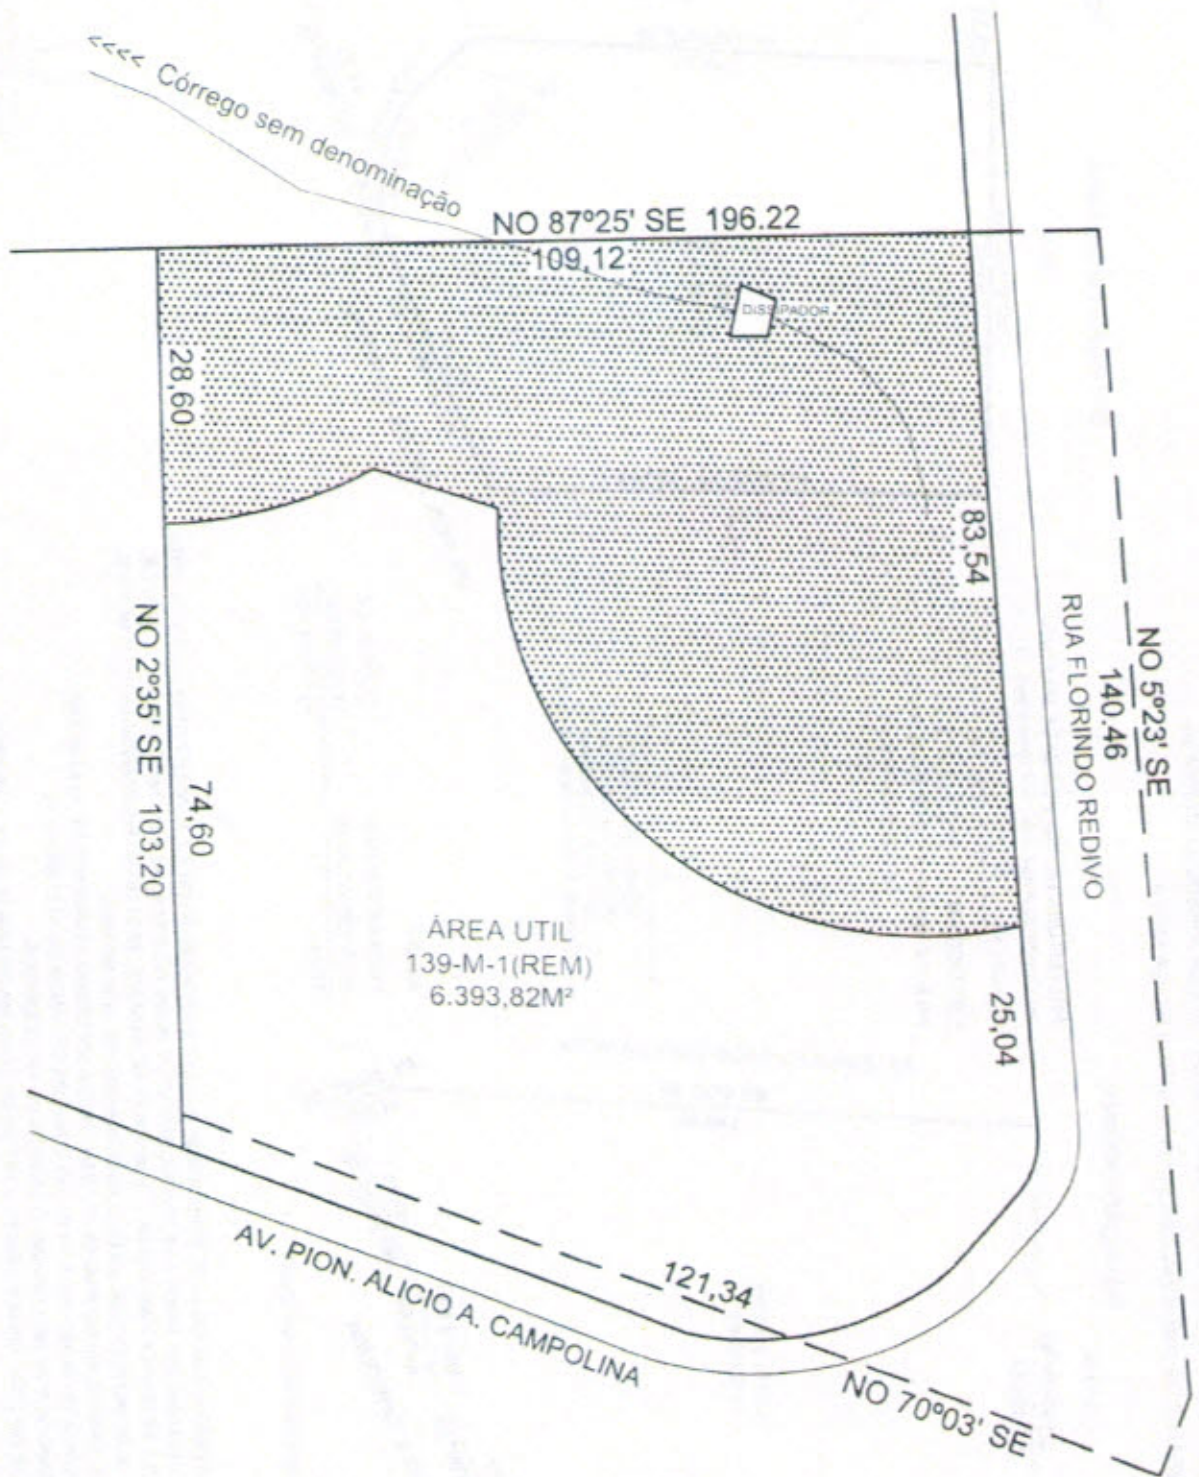 <<<< Córrego sem denominação
NO 87º25' SE 196.22
109,12
DISSIPADOR
28,60
83,54
NO 5º23' SE
140.46
RUA FLORINDO REDIVO
NO 2º35' SE 103,20
74,60
ÁREA UTIL
139-M-1(REM)
6.393,82M²
25,04
121,34
AV. PION. ALICIO A. CAMPOLINA
NO 70º03' SE